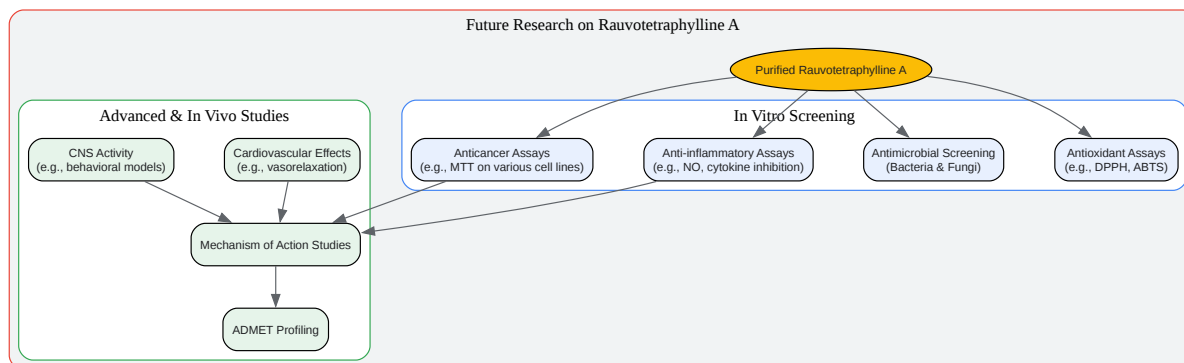 Future Research on Rauvotetraphylline A
Purified Rauvotetraphylline A
Advanced & In Vivo Studies
In Vitro Screening
CNS Activity
(e.g., behavioral models)
Cardiovascular Effects
(e.g., vasorelaxation)
Anticancer Assays
(e.g., MTT on various cell lines)
Anti-inflammatory Assays
(e.g., NO, cytokine inhibition)
Antimicrobial Screening
(Bacteria & Fungi)
Antioxidant Assays
(e.g., DPPH, ABTS)
Mechanism of Action Studies
ADMET Profiling